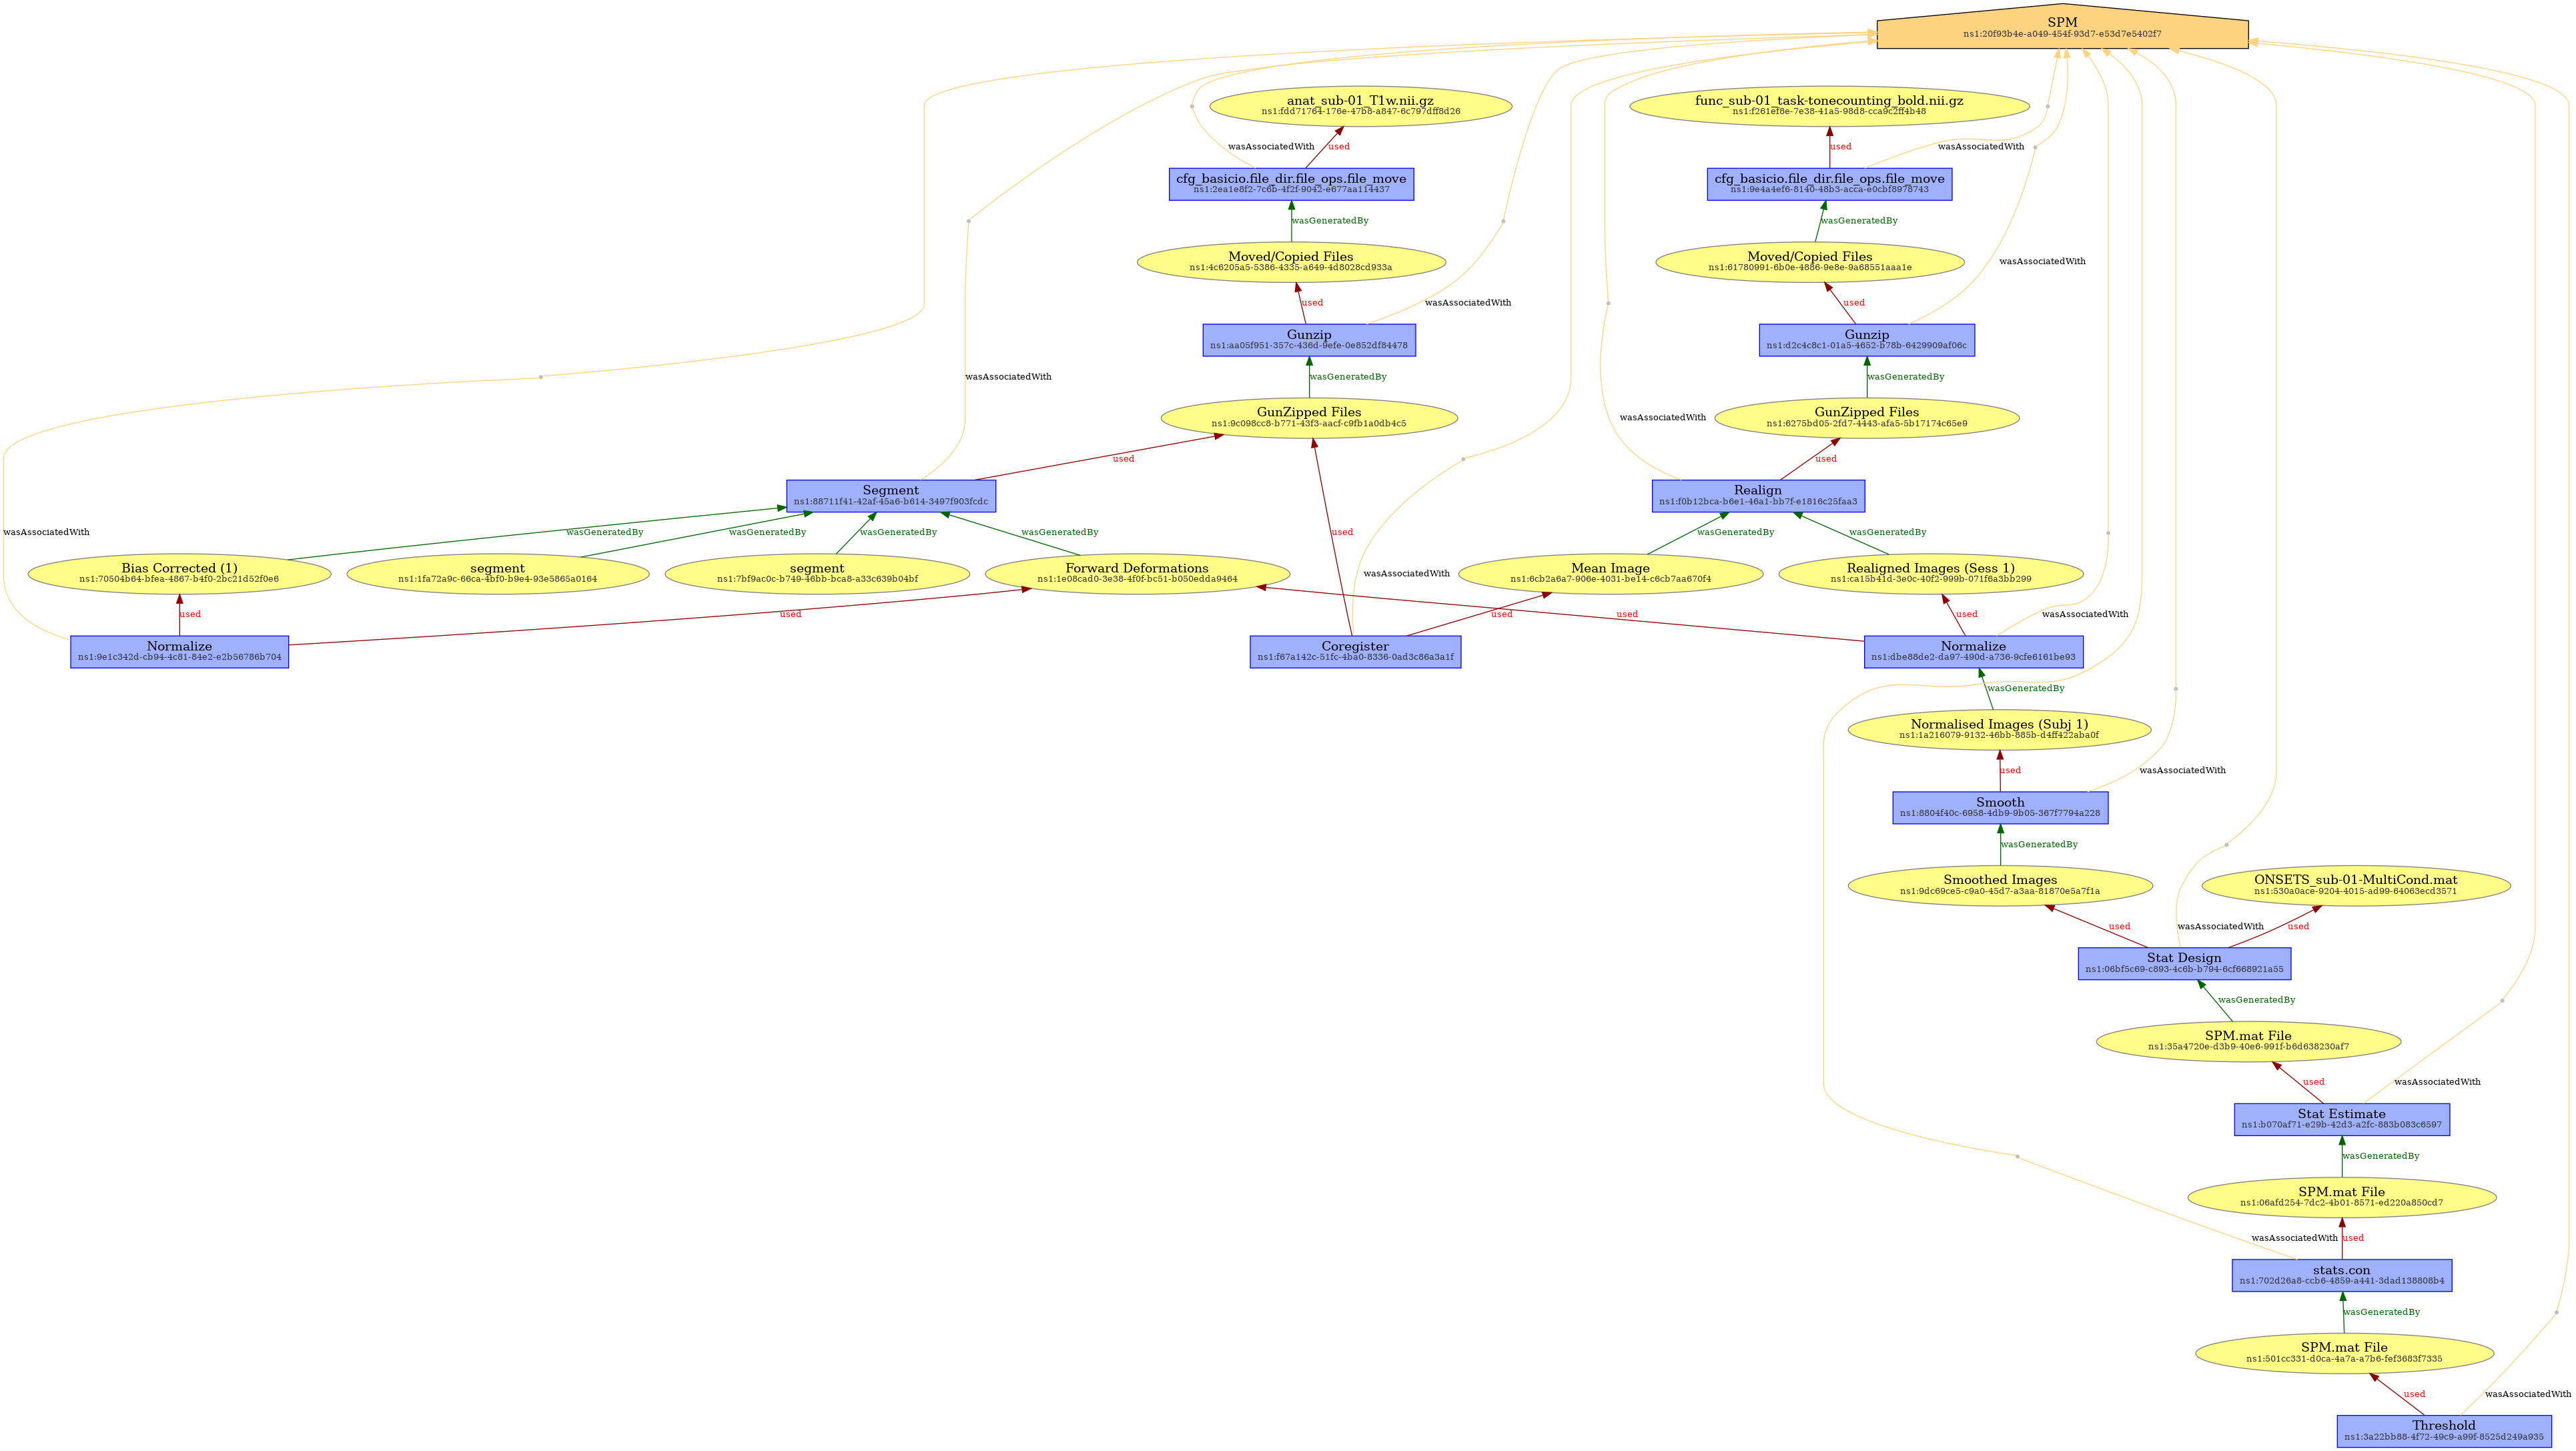 SPM
ns1:20f93b4e-a049-454f-93d7-e53d7e5402f7
anat_sub-01_T1w.nii.gz
ns1:fdd71764-176e-47b8-a847-6c797dff8d26
func_sub-01_task-tonecounting_bold.nii.gz
ns1:f261ef8e-7e38-41a5-98d8-cca9c2ff4b48
wasAssociatedWith
used
used
wasAssociatedWith
cfg_basicio.file_dir.file_ops.file_move
ns1:2ea1e8f2-7c6b-4f2f-9042-e677aa114437
cfg_basicio.file_dir.file_ops.file_move
ns1:9e4a4ef6-8140-48b3-acca-e0cbf8978743
wasGeneratedBy
wasGeneratedBy
Moved/Copied Files
ns1:4c6205a5-5386-4335-a649-4d8028cd933a
Moved/Copied Files
ns1:61780991-6b0e-4886-9e8e-9a68551aaa1e
wasAssociatedWith
used
wasAssociatedWith
used
Gunzip
ns1:aa05f951-357c-436d-9efe-0e852df84478
Gunzip
ns1:d2c4c8c1-01a5-4652-b78b-6429909af06c
wasAssociatedWith
wasGeneratedBy
wasGeneratedBy
GunZipped Files
ns1:9c098cc8-b771-43f3-aacf-c9fb1a0db4c5
GunZipped Files
ns1:6275bd05-2fd7-4443-afa5-5b17174c65e9
wasAssociatedWith
used
used
Segment
ns1:88711f41-42af-45a6-b614-3497f903fcdc
Realign
ns1:f0b12bca-b6e1-46a1-bb7f-e1816c25faa3
wasAssociatedWith
wasGeneratedBy
wasGeneratedBy
wasGeneratedBy
wasGeneratedBy
used
wasGeneratedBy
wasGeneratedBy
Bias Corrected (1)
ns1:70504b64-bfea-4867-b4f0-2bc21d52f0e6
segment
ns1:1fa72a9c-66ca-4bf0-b9e4-93e5865a0164
segment
ns1:7bf9ac0c-b749-46bb-bca8-a33c639b04bf
Forward Deformations
ns1:1e08cad0-3e38-4f0f-bc51-b050edda9464
wasAssociatedWith
Mean Image
ns1:6cb2a6a7-906e-4031-be14-c6cb7aa670f4
Realigned Images (Sess 1)
ns1:ca15b41d-3e0c-40f2-999b-071f6a3bb299
used
used
used
used
used
wasAssociatedWith
Normalize
ns1:9e1c342d-cb94-4c81-84e2-e2b56786b704
Coregister
ns1:f67a142c-51fc-4ba0-8336-0ad3c86a3a1f
Normalize
ns1:dbe88de2-da97-490d-a736-9cfe6161be93
wasGeneratedBy
Normalised Images (Subj 1)
ns1:1a216079-9132-46bb-885b-d4ff422aba0f
used
wasAssociatedWith
Smooth
ns1:8804f40c-6958-4db9-9b05-367f7794a228
wasGeneratedBy
Smoothed Images
ns1:9dc69ce5-c9a0-45d7-a3aa-81870e5a7f1a
ONSETS_sub-01-MultiCond.mat
ns1:530a0ace-9204-4015-ad99-64063ecd3571
used
wasAssociatedWith
used
Stat Design
ns1:06bf5c69-c893-4c6b-b794-6cf668921a55
wasGeneratedBy
SPM.mat File
ns1:35a4720e-d3b9-40e6-991f-b6d638230af7
used
wasAssociatedWith
Stat Estimate
ns1:b070af71-e29b-42d3-a2fc-883b083c6597
wasGeneratedBy
SPM.mat File
ns1:06afd254-7dc2-4b01-8571-ed220a850cd7
wasAssociatedWith
used
stats.con
ns1:702d26a8-ccb6-4859-a441-3dad138808b4
wasGeneratedBy
SPM.mat File
ns1:501cc331-d0ca-4a7a-a7b6-fef3683f7335
used
wasAssociatedWith
Threshold
ns1:3a22bb88-4f72-49c9-a99f-8525d249a935